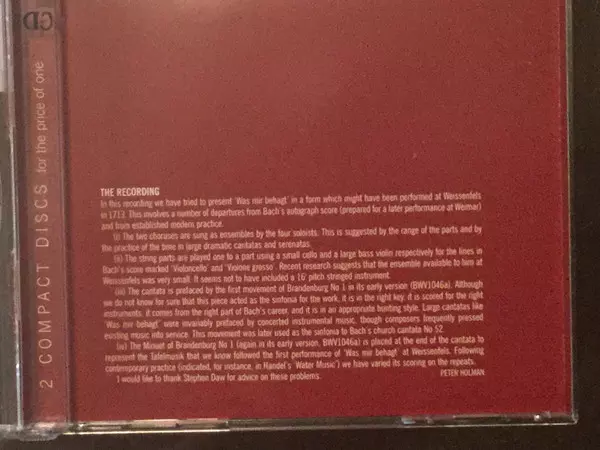 2 COMPACT DISCS for the price of one
THE RECORDING
In this recording we have tried to present 'Was mir behagt' in a form which might have been performed at Weissenfels
in 1713. This involves a number of departures from Bach's autograph score (prepared for a later performance at Weimar)
and from established modern practice.
(i) The two choruses are sung as ensembles by the four soloists. This is suggested by the range of the parts and by
the practice of the time in large dramatic cantatas and serenatas.
(ii) The string parts are played one to a part using a small cello and a large bass violin respectively for the lines in
Bach's score marked 'Violoncello' and 'Violone grosso'. Recent research suggests that the ensemble available to him at
Weissenfels was very small. It seems not to have included a 16' pitch stringed instrument.
(iii) The cantata is prefaced by the first movement of Brandenburg No 1 in its early version (BWV1046a). Although
we do not know for sure that this piece acted as the sinfonia for the work, it is in the right key; it is scored for the right
instruments, it comes from the right part of Bach's career, and it is in an appropriate hunting style. Large cantatas like
'Was mir behagt' were invariably prefaced by concerted instrumental music, though composers frequently pressed
existing music into service. This movement was later used as the sinfonia to Bach's church cantata No 52.
(iv) The Minuet of Brandenburg No 1 (again in its early version, BWV1046a) is placed at the end of the cantata to
represent the Tafelmusik that we know followed the first performance of 'Was mir behagt' at Weissenfels. Following
contemporary practice (indicated, for instance, in Handel's 'Water Music') we have varied its scoring on the repeats.
I would like to thank Stephen Daw for advice on these problems.
PETER HOLMAN